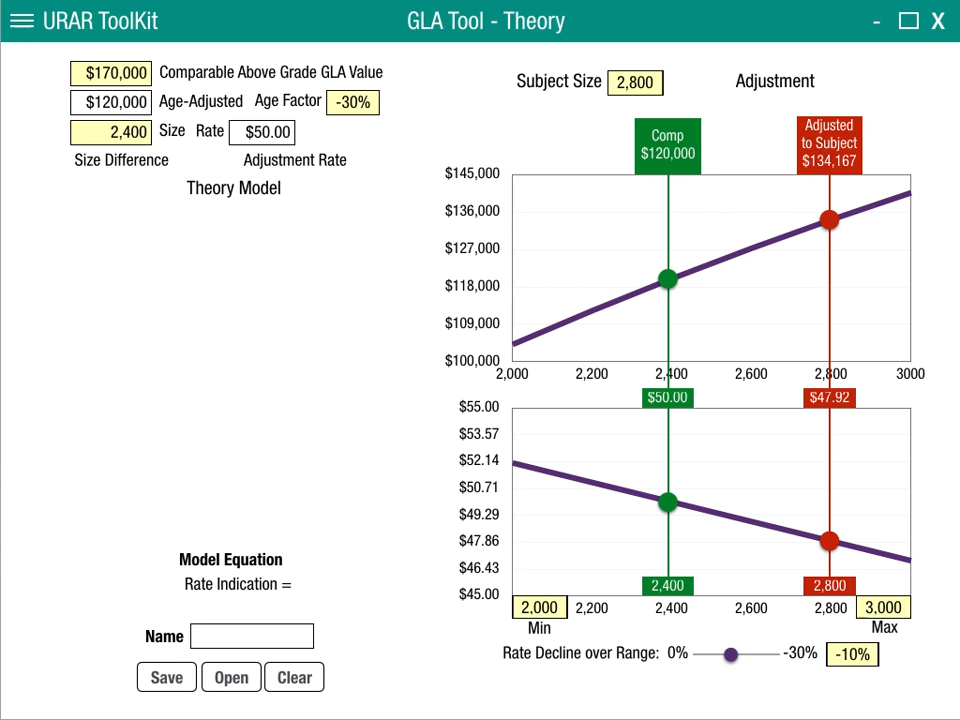 URAR ToolKit
GLA Tool - Theory
- X
$170,000 Comparable Above Grade GLA Value
$120,000 Age-Adjusted Age Factor -30%
2,400 Size Rate $50.00
Size Difference Adjustment Rate
Theory Model
Subject Size 2,800 Adjustment
Comp
$120,000
Adjusted
to Subject
$134,167
$145,000
$136,000
$127,000
$118,000
$109,000
$100,000
2,000 2,200 2,400 2,600 2,800 3000
$50.00 $47.92
$55.00
$53.57
$52.14
$50.71
$49.29
$47.86
$46.43
$45.00
2,400 2,800
2,000 2,200 2,400 2,600 2,800 3,000
Min Max
Rate Decline over Range: 0% -30% -10%
Model Equation
Rate Indication =
Name
Save Open Clear